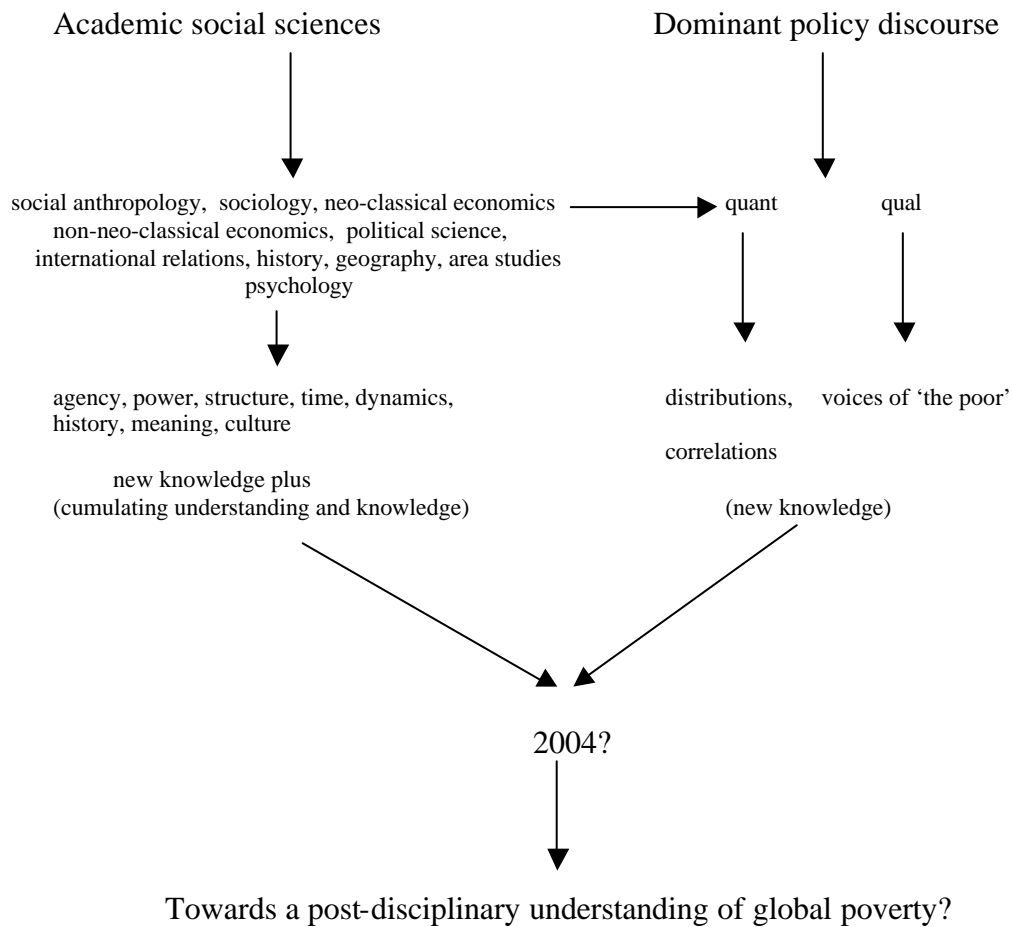 Academic social sciences
Dominant policy discourse
social anthropology, sociology, neo-classical economics
non-neo-classical economics, political science,
international relations, history, geography, area studies
psychology
quant
qual
agency, power, structure, time, dynamics,
history, meaning, culture
new knowledge plus
(cumulating understanding and knowledge)
distributions,
correlations
voices of ‘the poor’
(new knowledge)
2004?
Towards a post-disciplinary understanding of global poverty?